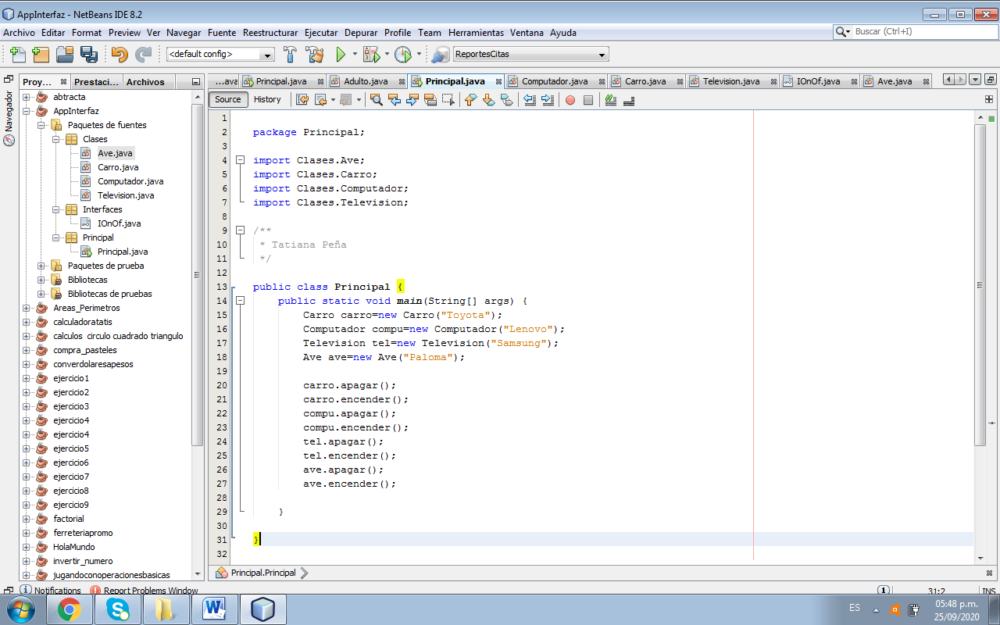 AppInterfaz - NetBeans IDE 8.2
Archivo Editar Format Preview Ver Navegar Fuente Reestructurar Ejecutar Depurar Profile Team Herramientas Ventana Ayuda
Buscar (Ctrl+I)
<default config>
ReportesCitas
Proy... Prestaci... Archivos
Navegador
abtracta
AppInterfaz
Paquetes de fuentes
Clases
Ave.java
Carro.java
Computador.java
Television.java
Interfaces
IOnOf.java
Principal
Principal.java
Paquetes de prueba
Bibliotecas
Bibliotecas de pruebas
Areas_Perimetros
calculadoratatis
calculos circulo cuadrado triangulo
compra_pasteles
converdolaresapesos
ejercicio1
ejercicio2
ejercicio3
ejercicio4
ejercicio4
ejercicio5
ejercicio6
ejercicio7
ejercicio8
ejercicio9
factorial
ferreteriapromo
HolaMundo
invertir_numero
jugandoconoperacionesbasicas
...ava Principal.java Adulto.java Principal.java Computador.java Carro.java Television.java IOnOf.java Ave.java
Source History
1
2 package Principal;
3
4 import Clases.Ave;
5 import Clases.Carro;
6 import Clases.Computador;
7 import Clases.Television;
8
9 /**
10 * Tatiana Peña
11 */
12
13 public class Principal {
14 public static void main(String[] args) {
15 Carro carro=new Carro("Toyota");
16 Computador compu=new Computador("Lenovo");
17 Television tel=new Television("Samsung");
18 Ave ave=new Ave("Paloma");
19
20 carro.apagar();
21 carro.encender();
22 compu.apagar();
23 compu.encender();
24 tel.apagar();
25 tel.encender();
26 ave.apagar();
27 ave.encender();
28
29 }
30
31 }
32
Principal.Principal
Notifications Report Problems Window
1 31:2 INS
ES 05:48 p.m.
25/09/2020